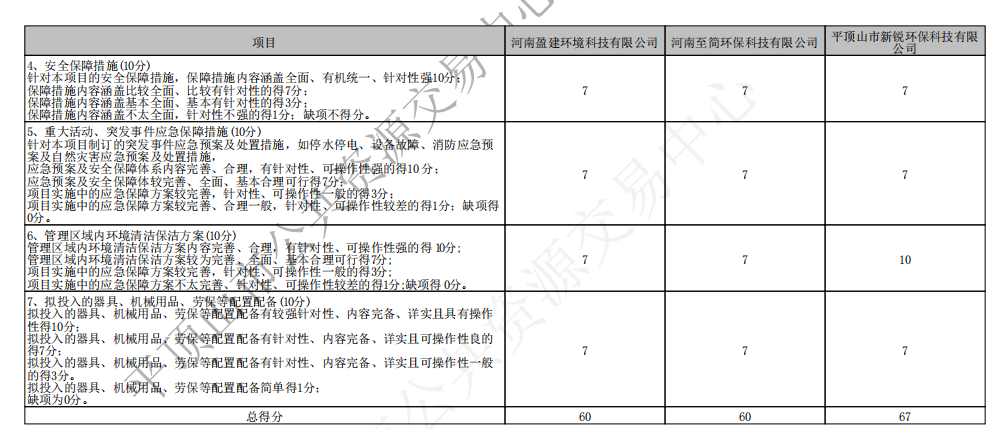 项目 河南盈建环境科技有限公司 河南至简环保科技有限公司 平顶山市新锐环保科技有限公司
4、安全保障措施(10分)
针对本项目的安全保障措施，保障措施内容涵盖全面、有机统一、针对性强10分；
保障措施内容涵盖比较全面、比较有针对性的得7分；
保障措施内容涵盖基本全面、基本有针对性的得3分；
保障措施内容涵盖不太全面，针对性不强的得1分；缺项不得分。
7 7 7
5、重大活动、突发事件应急保障措施(10分)
针对本项目制订的突发事件应急预案及处置措施，如停水停电、设备故障、消防应急预
案及自然灾害应急预案及处置措施，
应急预案及安全保障体系内容完善、合理，有针对性、可操作性强的得10分；
应急预案及安全保障体较完善、全面、基本合理可行得7分；
项目实施中的应急保障方案较完善，针对性、可操作性一般的得3分；
项目实施中的应急保障方案较完善、合理一般，针对性、可操作性较差的得1分；缺项得
0分。
7 7 7
6、管理区域内环境清洁保洁方案(10分)
管理区域内环境清洁保洁方案内容完善、合理，有针对性、可操作性强的得 10分;
管理区域内环境清洁保洁方案较为完善、全面、基本合理可行得7分;
项目实施中的应急保障方案较完善，针对性、可操作性一般的得3分;
项目实施中的应急保障方案不太完善、针对性、可操作性较差的得1分;缺项得 0分。
7 7 10
7、拟投入的器具、机械用品、劳保等配置配备(10分)
拟投入的器具、机械用品、劳保等配置配备有较强针对性、内容完备、详实且具有操作
性得10分；
拟投入的器具、机械用品、劳保等配置配备有针对性、内容完备、详实且可操作性良的
得7分；
拟投入的器具、机械用品、劳保等配置配备有针对性、内容完备、详实且可操作性一般
的得3分。
拟投入的器具、机械用品、劳保等配置配备简单得1分；
缺项为0分。
7 7 7
总得分 60 60 67
平顶山市公共资源交易中心
公共资源交易中心